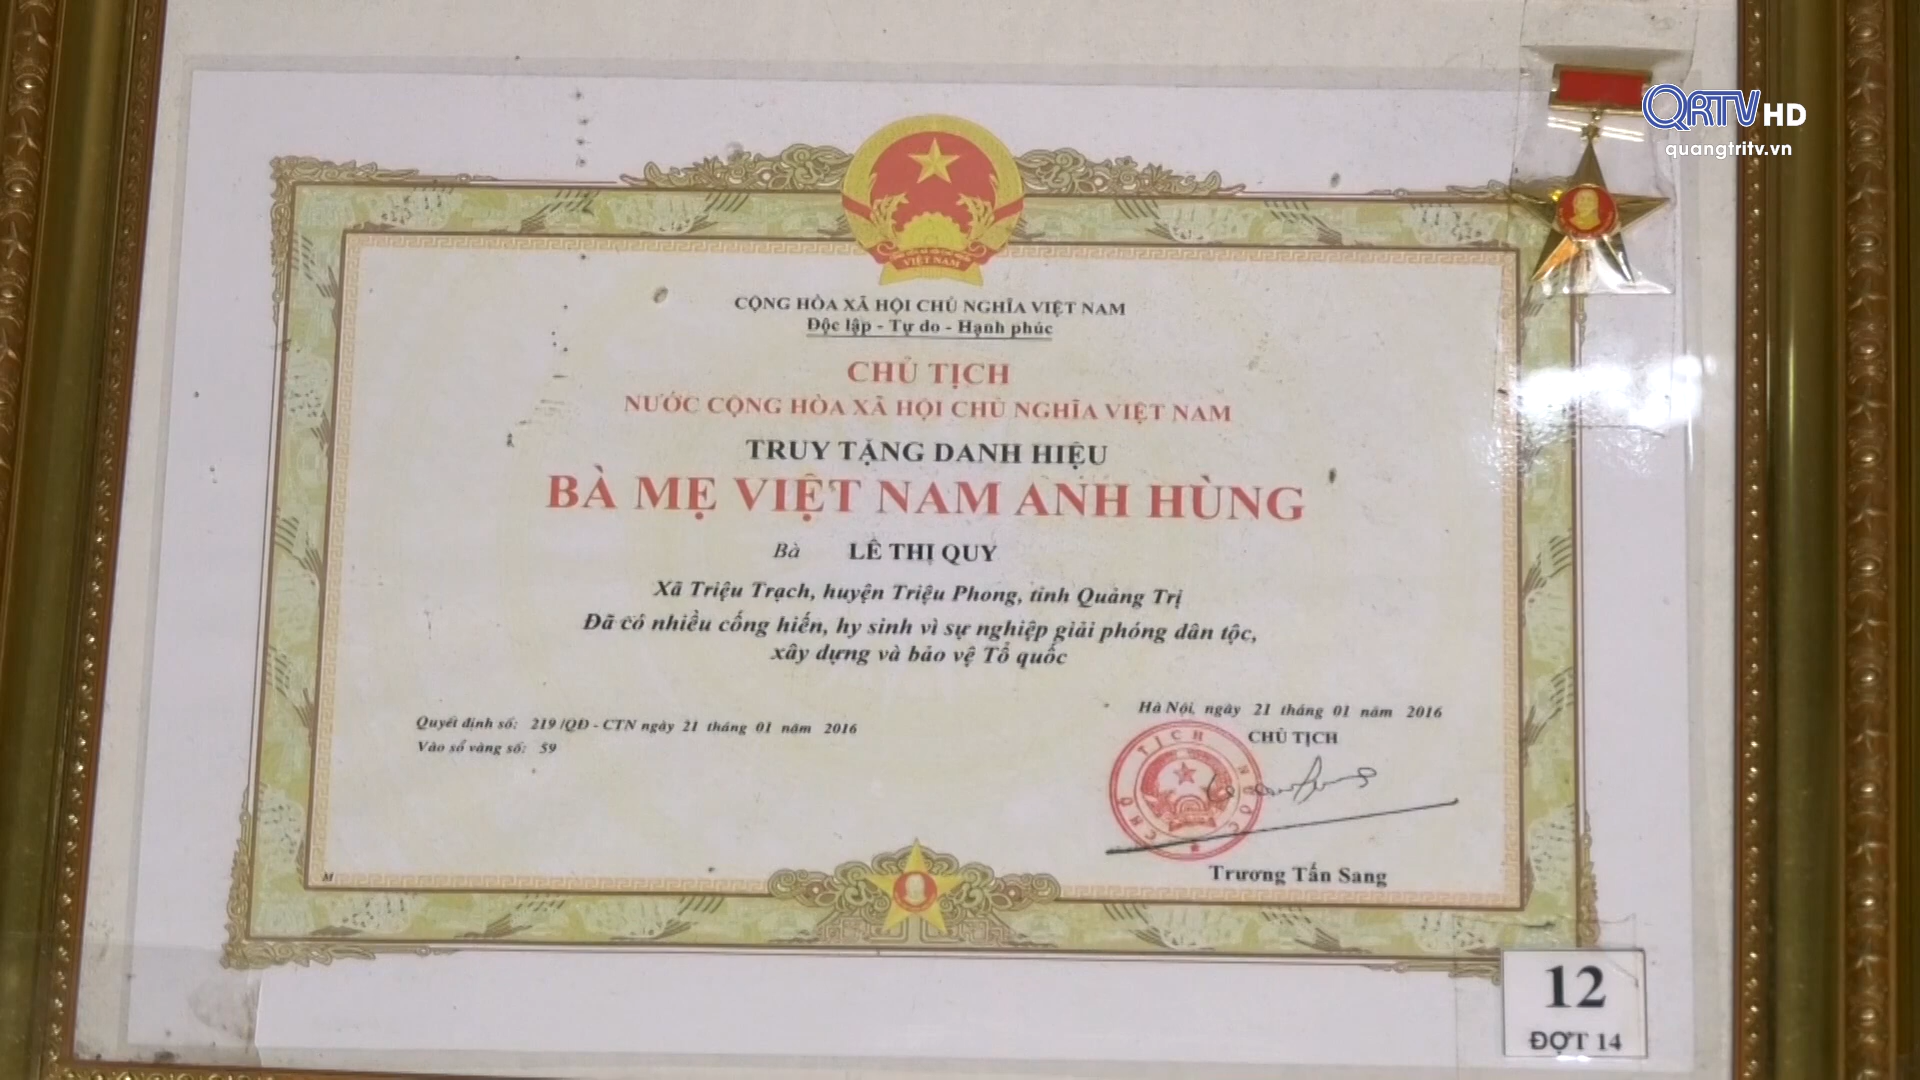 QRTV HD
quangtritv.vn
VIỆT NAM
CỘNG HÒA XÃ HỘI CHỦ NGHĨA VIỆT NAM
Độc lập - Tự do - Hạnh phúc
CHỦ TỊCH
NƯỚC CỘNG HÒA XÃ HỘI CHỦ NGHĨA VIỆT NAM
TRUY TẶNG DANH HIỆU
BÀ MẸ VIỆT NAM ANH HÙNG
Bà LÊ THỊ QUY
Xã Triệu Trạch, huyện Triệu Phong, tỉnh Quảng Trị
Đã có nhiều cống hiến, hy sinh vì sự nghiệp giải phóng dân tộc,
xây dựng và bảo vệ Tổ quốc
Quyết định số: 219 /QĐ - CTN ngày 21 tháng 01 năm 2016
Vào sổ vàng số: 59
Hà Nội, ngày 21 tháng 01 năm 2016
CHỦ TỊCH
CHỦ TỊCH NƯỚC
Trương Tấn Sang
M
12
ĐỢT 14